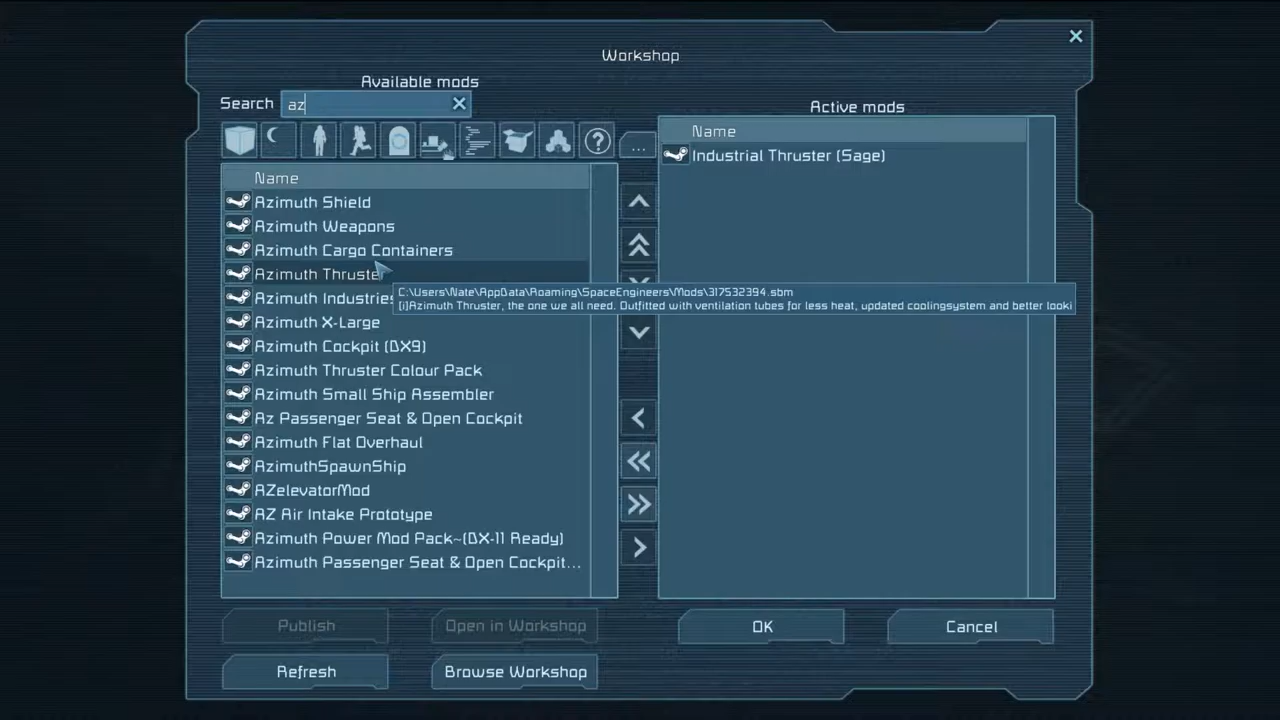 Workshop
Available mods
Search az
Active mods
Name
Industrial Thruster (Sage)
...
Name
Azimuth Shield
Azimuth Weapons
Azimuth Cargo Containers
Azimuth Thruste
Azimuth Industries
C:\Users\Nate\AppData\Roaming\SpaceEngineers\Mods\317532394.sbm
[i]Azimuth Thruster, the one we all need. Outfitted with ventilation tubes for less heat, updated coolingsystem and better looki
Azimuth X-Large
Azimuth Cockpit (DX9)
Azimuth Thruster Colour Pack
Azimuth Small Ship Assembler
Az Passenger Seat & Open Cockpit
Azimuth Flat Overhaul
AzimuthSpawnShip
AZelevatorMod
AZ Air Intake Prototype
Azimuth Power Mod Pack~(DX-11 Ready)
Azimuth Passenger Seat & Open Cockpit...
Publish
Open in Workshop
OK
Cancel
Refresh
Browse Workshop